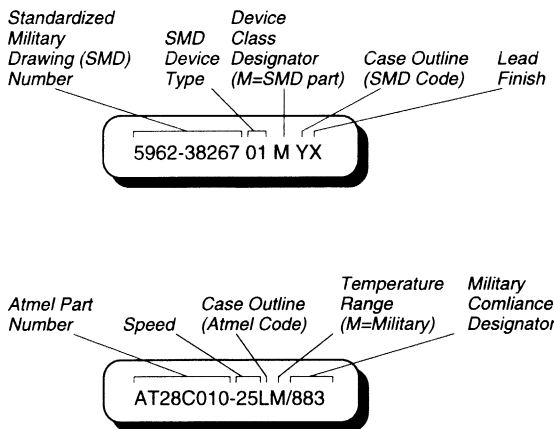 Standardized
Military
Drawing (SMD)
Number
SMD
Device
Type
Device
Class
Designator
(M=SMD part)
Case Outline
(SMD Code)
Lead
Finish
5962-38267 01 M YX
Atmel Part
Number
Speed
Case Outline
(Atmel Code)
Temperature
Range
(M=Military)
Military
Comliance
Designator
AT28C010-25LM/883